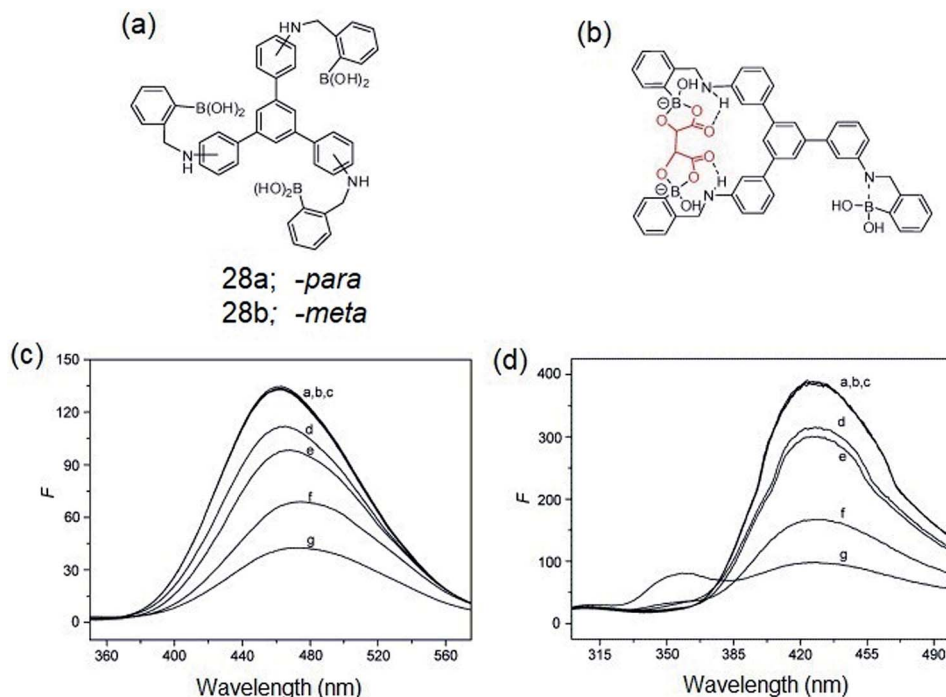 (a)
HN
B(OH)₂
B(OH)₂
N
H
NH
(HO)₂B
28a; -para
28b; -meta
(b)
OH
N
H
⊖
B
O
O
O
O
O
O
O
O
H
⊖
B
OH
N
N
HO
B
OH
(c)
150
120
90
60
30
0
F
a,b,c
d
e
f
g
360
400
440
480
520
560
Wavelength (nm)
(d)
400
300
200
100
0
F
a,b,c
d
e
f
g
315
350
385
420
455
490
Wavelength (nm)